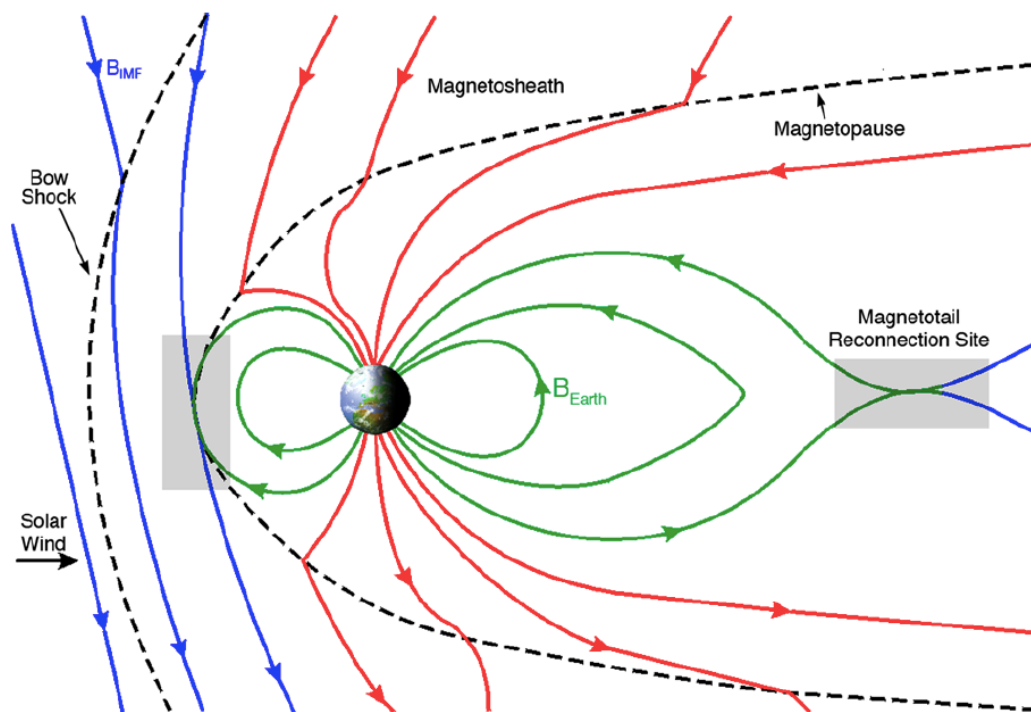 B_IMF
Magnetosheath
Magnetopause
Bow
Shock
Magnetotail
Reconnection Site
B_Earth
Solar
Wind